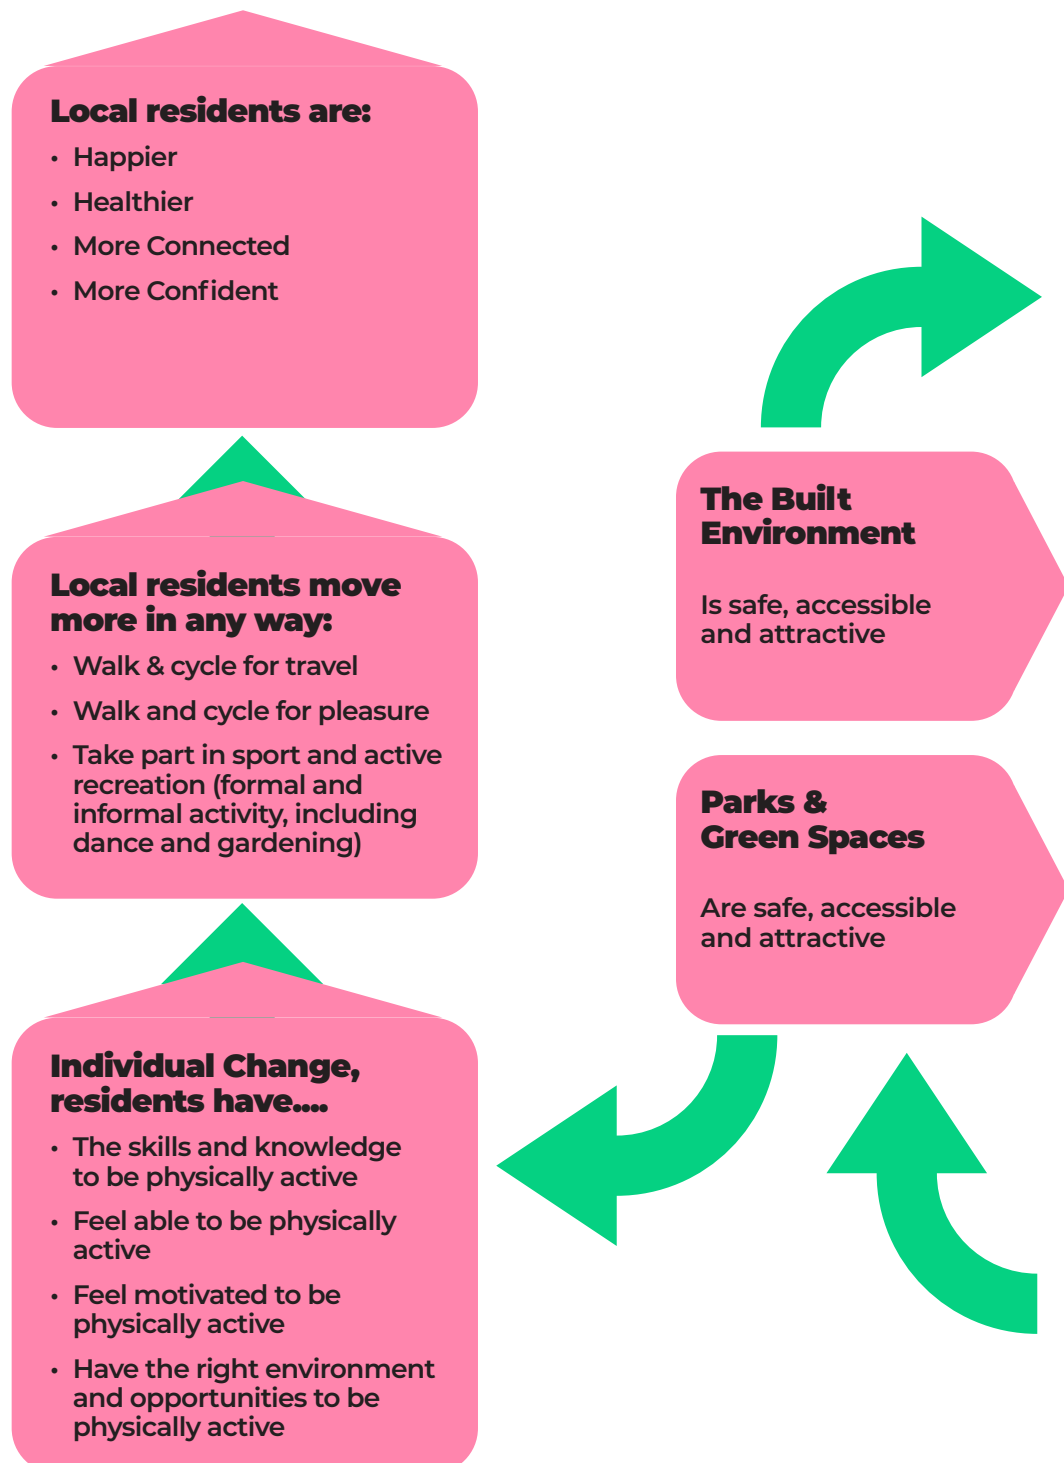 Local residents are:
• Happier
• Healthier
• More Connected
• More Confident
Local residents move
more in any way:
• Walk & cycle for travel
• Walk and cycle for pleasure
• Take part in sport and active
recreation (formal and
informal activity, including
dance and gardening)
Individual Change,
residents have....
• The skills and knowledge
to be physically active
• Feel able to be physically
active
• Feel motivated to be
physically active
• Have the right environment
and opportunities to be
physically active
The Built
Environment
Is safe, accessible
and attractive
Parks &
Green Spaces
Are safe, accessible
and attractive